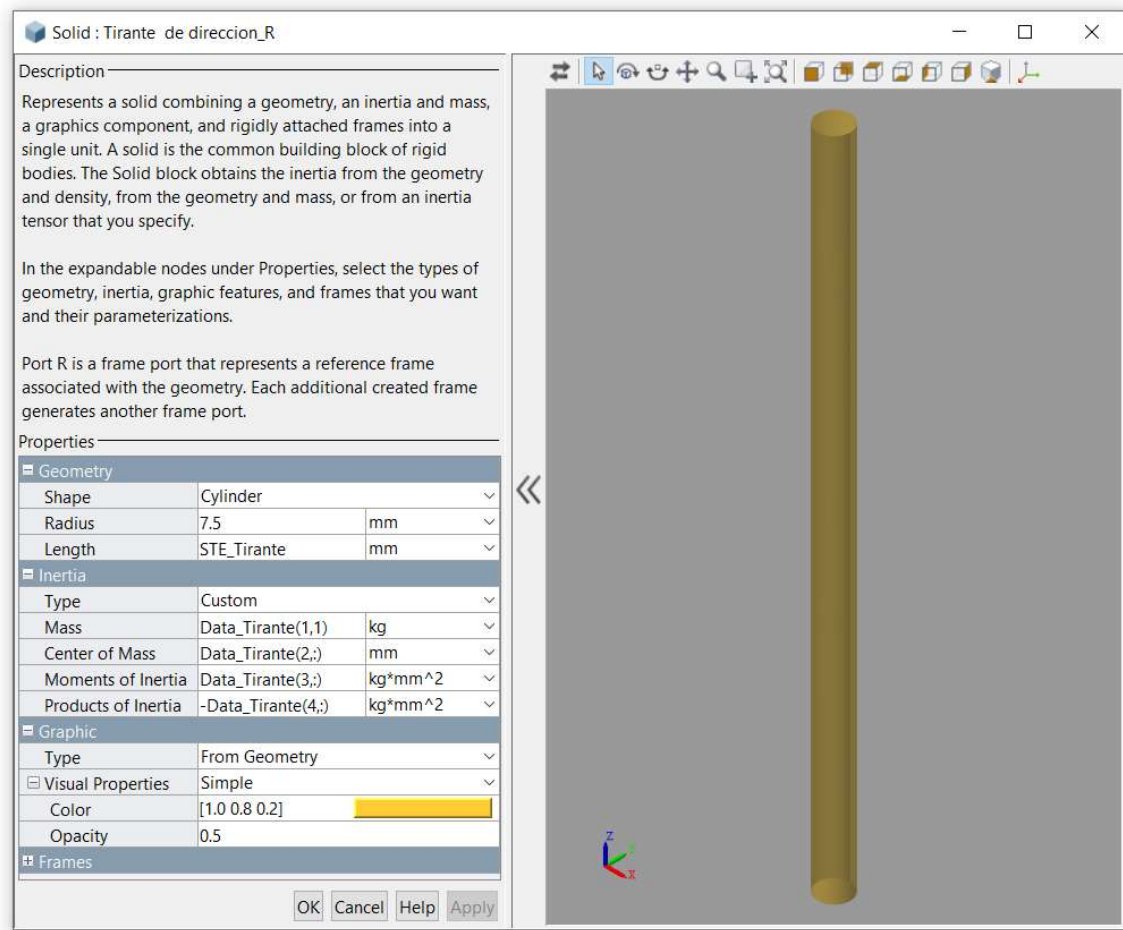 Solid : Tirante de direccion_R
Description
Represents a solid combining a geometry, an inertia and mass,
a graphics component, and rigidly attached frames into a
single unit. A solid is the common building block of rigid
bodies. The Solid block obtains the inertia from the geometry
and density, from the geometry and mass, or from an inertia
tensor that you specify.
In the expandable nodes under Properties, select the types of
geometry, inertia, graphic features, and frames that you want
and their parameterizations.
Port R is a frame port that represents a reference frame
associated with the geometry. Each additional created frame
generates another frame port.
Properties
Geometry
Shape Cylinder
Radius 7.5 mm
Length STE_Tirante mm
Inertia
Type Custom
Mass Data_Tirante(1,1) kg
Center of Mass Data_Tirante(2,:) mm
Moments of Inertia Data_Tirante(3,:) kg*mm^2
Products of Inertia -Data_Tirante(4,:) kg*mm^2
Graphic
Type From Geometry
Visual Properties Simple
Color [1.0 0.8 0.2]
Opacity 0.5
Frames
OK Cancel Help Apply
z
y
x